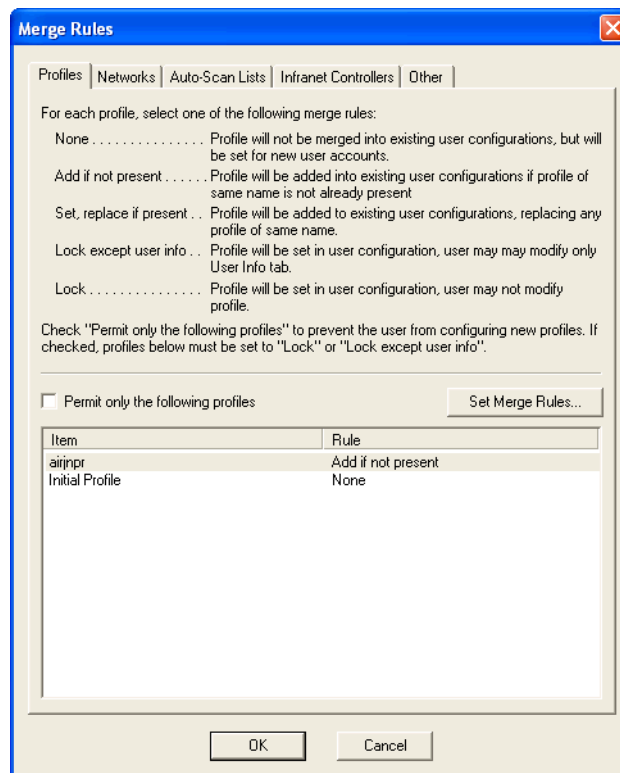 Merge Rules
Profiles Networks Auto-Scan Lists Infranet Controllers Other
For each profile, select one of the following merge rules:
None . . . . . . . . . . . . . . . Profile will not be merged into existing user configurations, but will
be set for new user accounts.
Add if not present . . . . . . Profile will be added into existing user configurations if profile of
same name is not already present
Set, replace if present . . Profile will be added to existing user configurations, replacing any
profile of same name.
Lock except user info . . Profile will be set in user configuration, user may may modify only
User Info tab.
Lock . . . . . . . . . . . . . . . Profile will be set in user configuration, user may not modify
profile.
Check "Permit only the following profiles" to prevent the user from configuring new profiles. If
checked, profiles below must be set to "Lock" or "Lock except user info".
Permit only the following profiles Set Merge Rules...
Item Rule
airjnpr Add if not present
Initial Profile None
OK Cancel